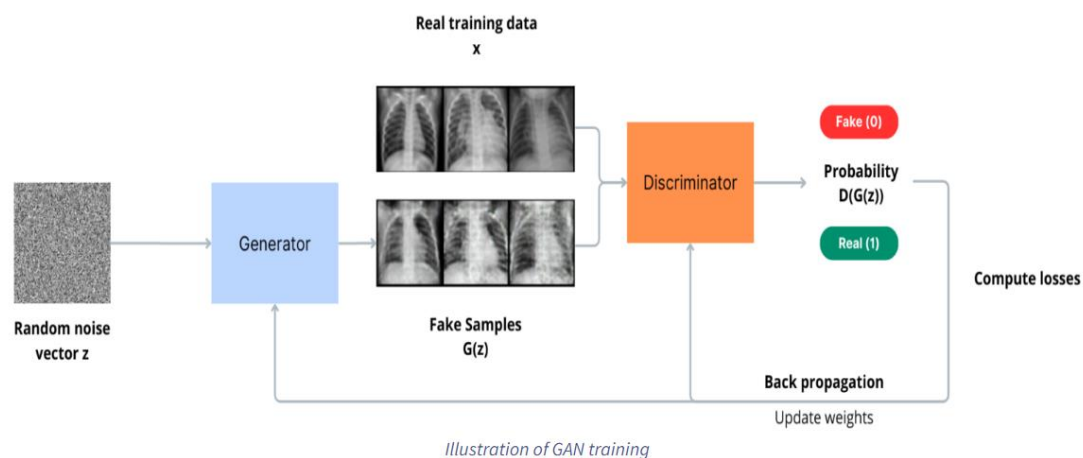 Real training data
x
Fake (0)
Discriminator
Probability
D(G(z))
Generator
Real (1)
Compute losses
Random noise
vector z
Fake Samples
G(z)
Back propagation
Update weights
Illustration of GAN training